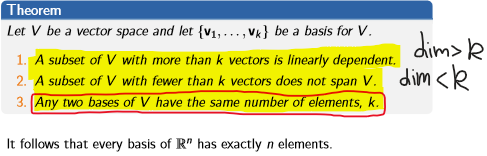 Theorem
Let V be a vector space and let {v₁, . . . , vₖ} be a basis for V.
1. A subset of V with more than k vectors is linearly dependent.
dim>k
2. A subset of V with fewer than k vectors does not span V.
dim<k
3. Any two bases of V have the same number of elements, k.
It follows that every basis of ℝⁿ has exactly n elements.